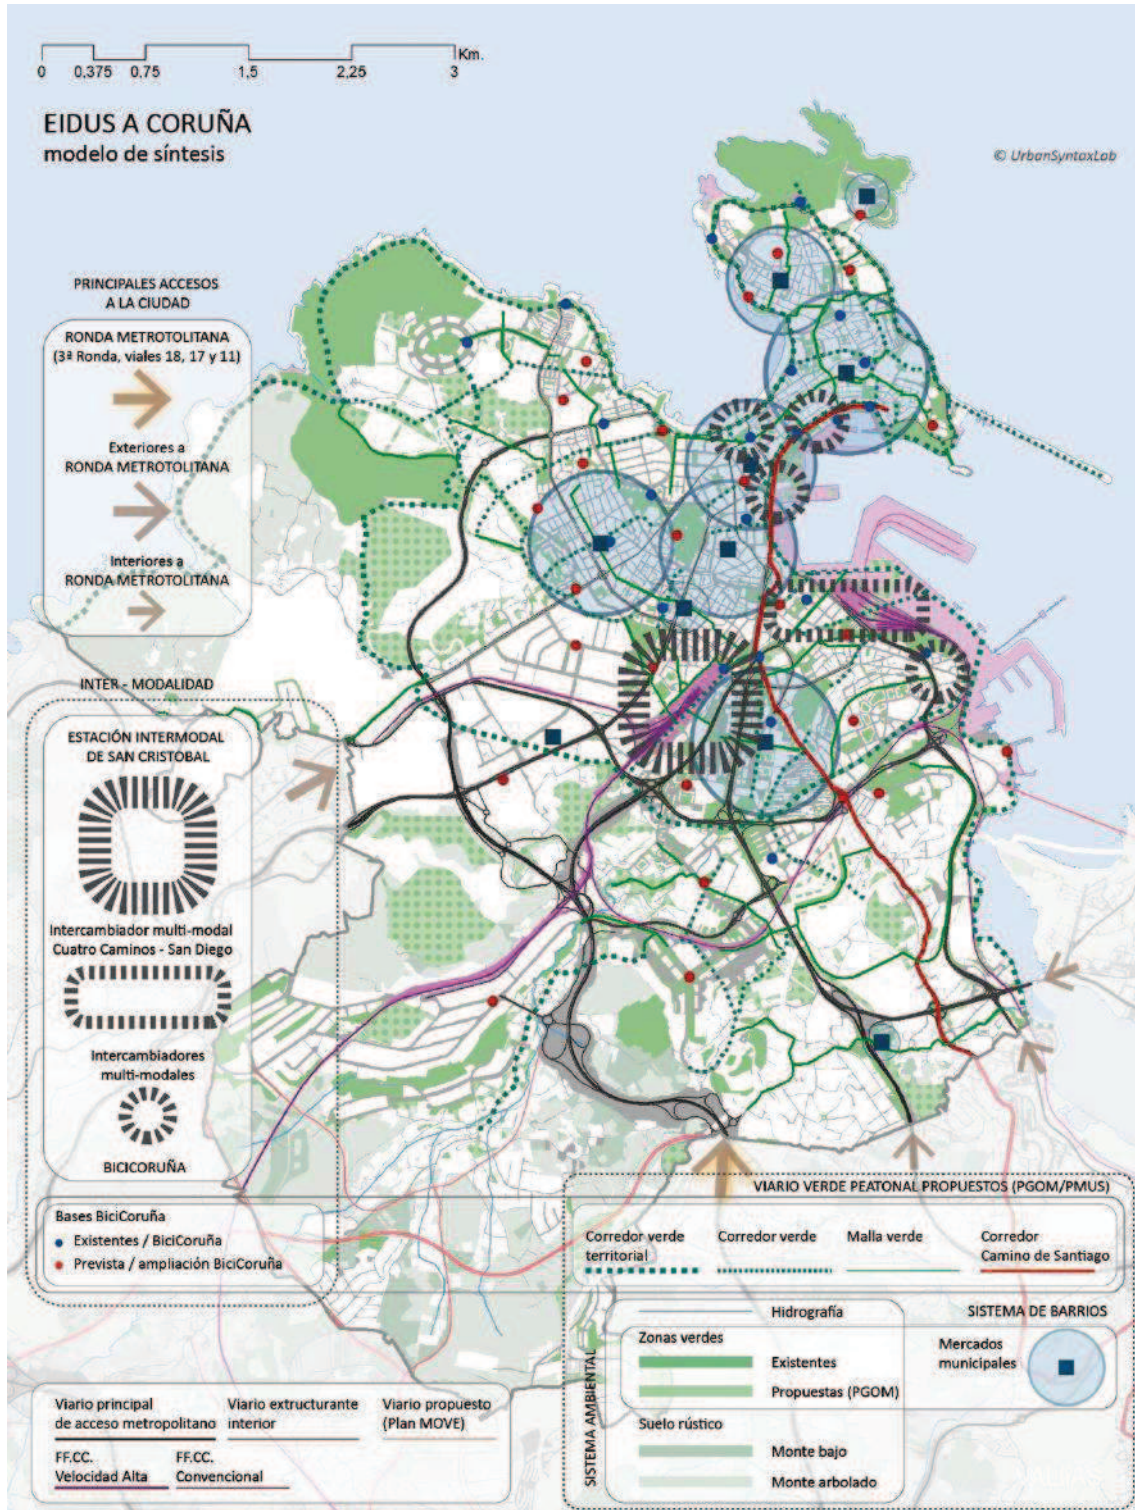 Km.
0 0,375 0,75 1,5 2,25 3
EIDUS A CORUÑA
modelo de síntesis
© UrbanSyntaxLab
PRINCIPALES ACCESOS
A LA CIUDAD
RONDA METROTOLITANA
(3ª Ronda, viales 18, 17 y 11)
Exteriores a
RONDA METROTOLITANA
Interiores a
RONDA METROTOLITANA
INTER - MODALIDAD
ESTACIÓN INTERMODAL
DE SAN CRISTOBAL
Intercambiador multi-modal
Cuatro Caminos - San Diego
Intercambiadores
multi-modales
BICICORUÑA
Bases BiciCoruña
Existentes / BiciCoruña
Prevista / ampliación BiciCoruña
VIARIO VERDE PEATONAL PROPUESTOS (PGOM/PMUS)
Corredor verde
territorial
Corredor verde
Malla verde
Corredor
Camino de Santiago
Hidrografía
SISTEMA DE BARRIOS
Zonas verdes
Existentes
Propuestas (PGOM)
Mercados
municipales
SISTEMA AMBIENTAL
Suelo rústico
Monte bajo
Monte arbolado
Viario principal
de acceso metropolitano
Viario extructurante
interior
Viario propuesto
(Plan MOVE)
FF.CC.
Velocidad Alta
FF.CC.
Convencional